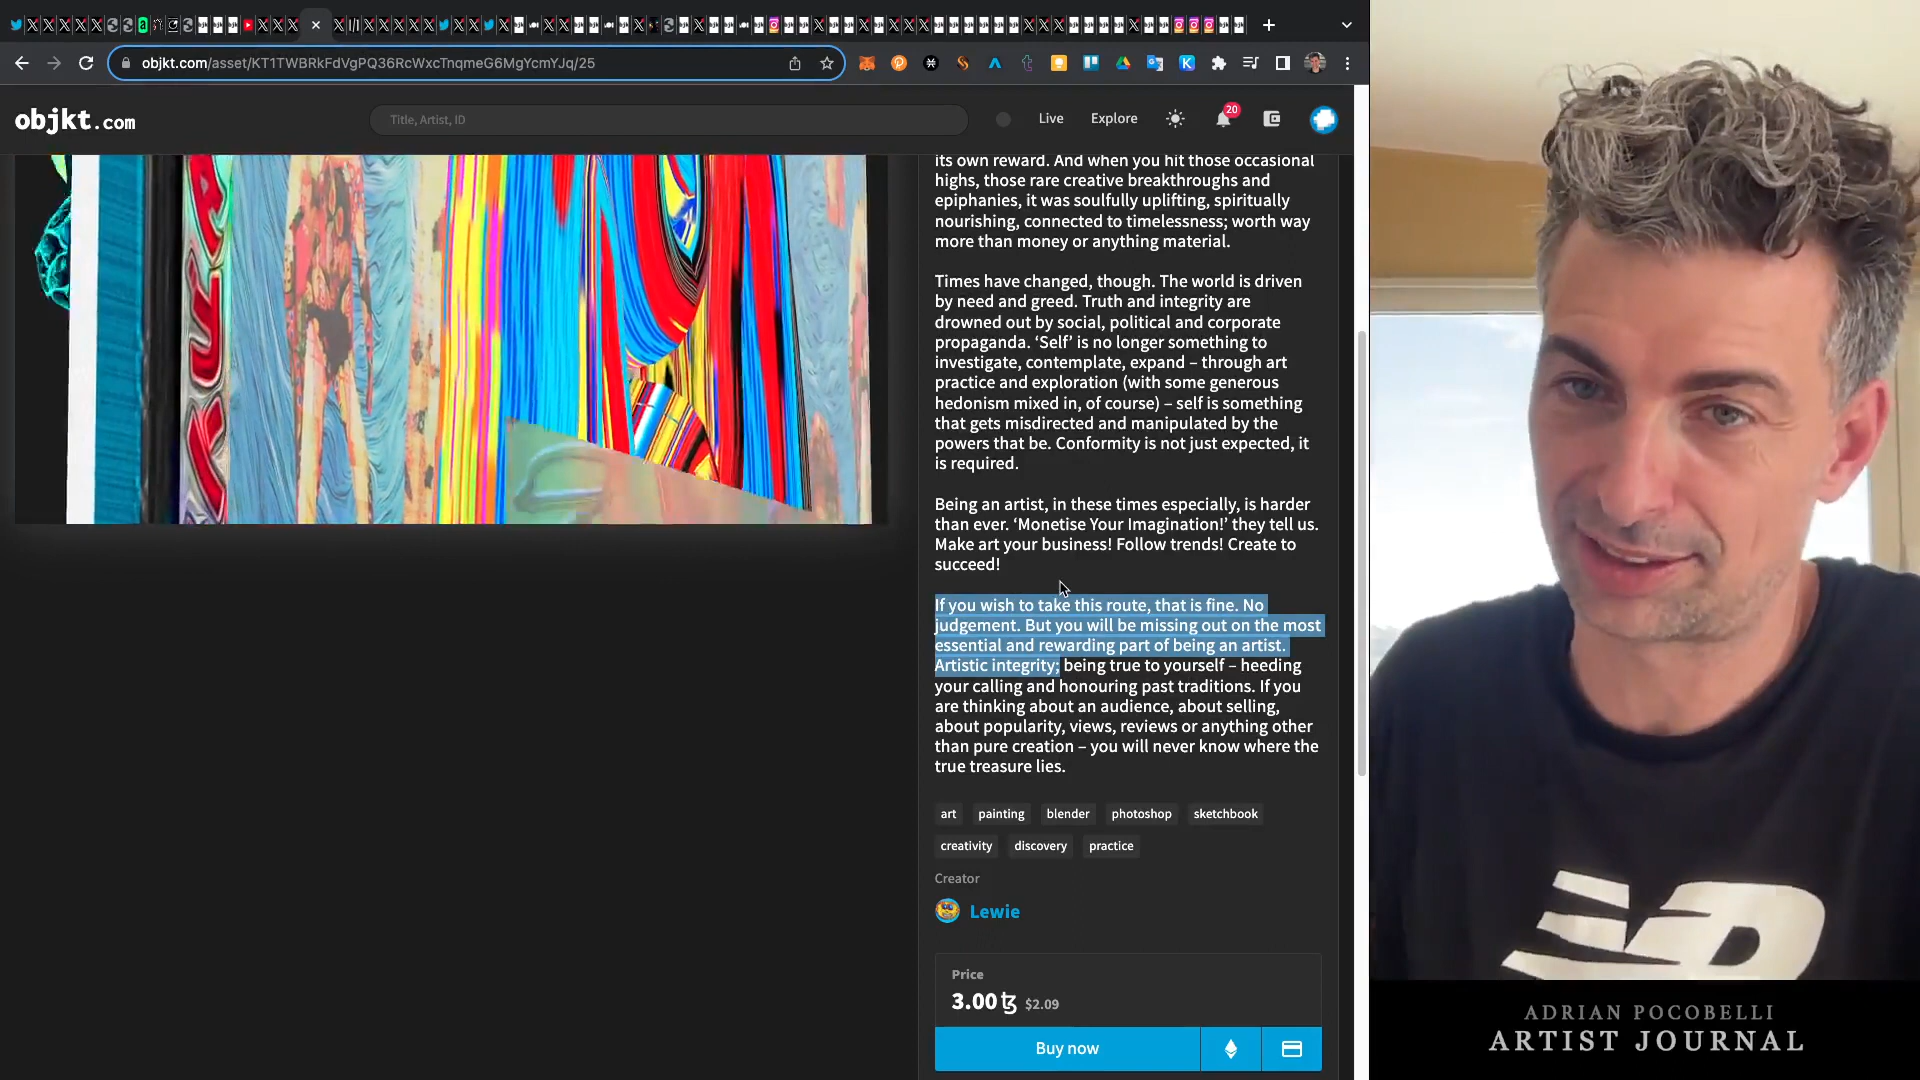 objkt.com/asset/KT1TWBRkFdVgPQ36RcWxcTnqmeG6MgYcmYJq/25
objkt.com
Title, Artist, ID
Live
Explore
20
its own reward. And when you hit those occasional
highs, those rare creative breakthroughs and
epiphanies, it was soulfully uplifting, spiritually
nourishing, connected to timelessness; worth way
more than money or anything material.
Times have changed, though. The world is driven
by need and greed. Truth and integrity are
drowned out by social, political and corporate
propaganda. ‘Self’ is no longer something to
investigate, contemplate, expand – through art
practice and exploration (with some generous
hedonism mixed in, of course) – self is something
that gets misdirected and manipulated by the
powers that be. Conformity is not just expected, it
is required.
Being an artist, in these times especially, is harder
than ever. ‘Monetise Your Imagination!’ they tell us.
Make art your business! Follow trends! Create to
succeed!
If you wish to take this route, that is fine. No
judgement. But you will be missing out on the most
essential and rewarding part of being an artist.
Artistic integrity; being true to yourself – heeding
your calling and honouring past traditions. If you
are thinking about an audience, about selling,
about popularity, views, reviews or anything other
than pure creation – you will never know where the
true treasure lies.
art painting blender photoshop sketchbook
creativity discovery practice
Creator
Lewie
Price
3.00 ꜩ $2.09
Buy now
ADRIAN POCOBELLI
ARTIST JOURNAL